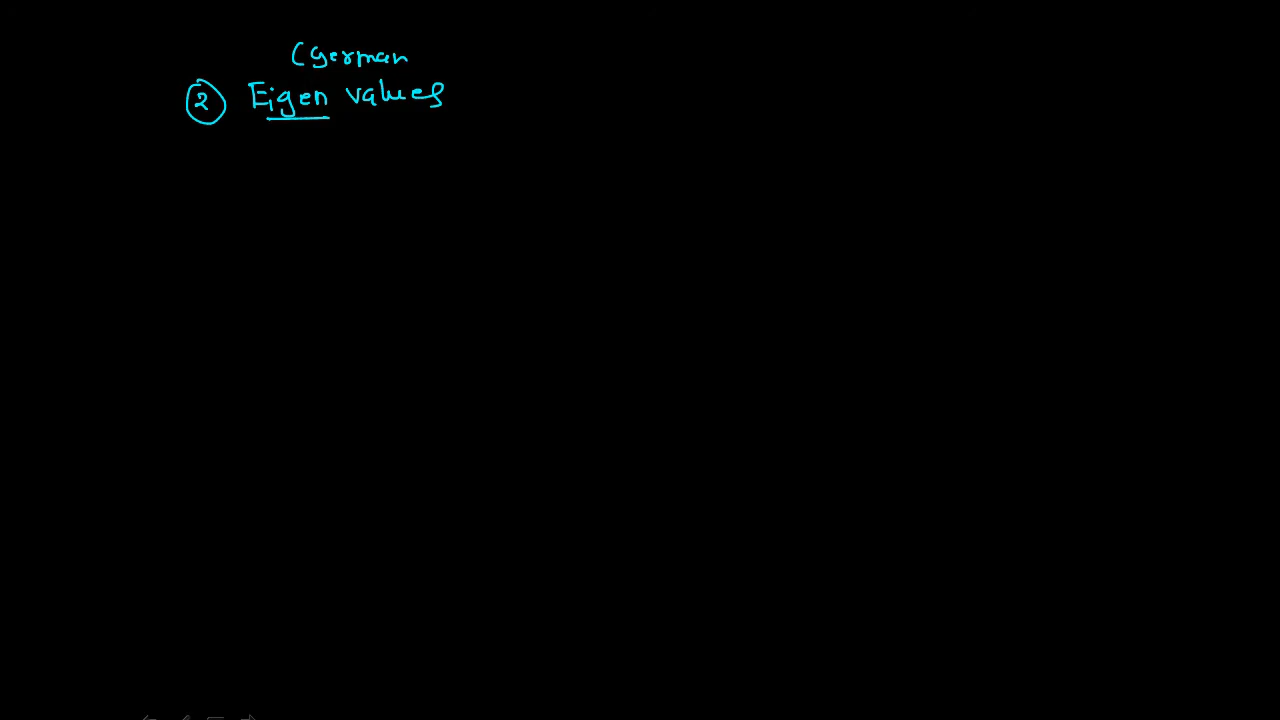 (German
② Eigen values